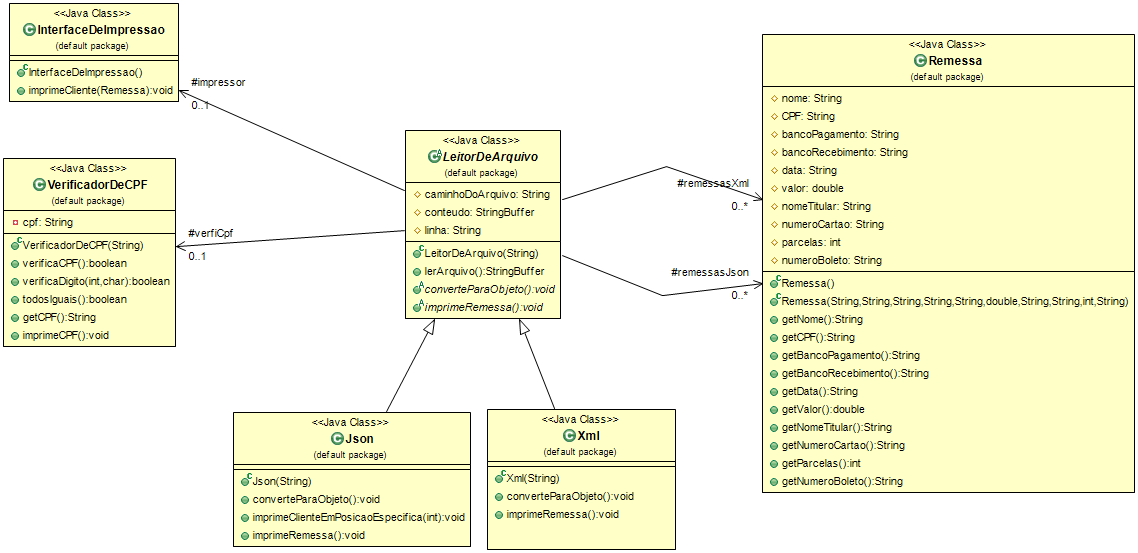 <<Java Class>>
InterfaceDeImpressao
(default package)
InterfaceDeImpressao()
imprimeCliente(Remessa):void
#impressor
0..1
<<Java Class>>
VerificadorDeCPF
(default package)
cpf: String
VerificadorDeCPF(String)
verificaCPF():boolean
verificaDigito(int,char):boolean
todosIguais():boolean
getCPF():String
imprimeCPF():void
#verfiCpf
0..1
<<Java Class>>
LeitorDeArquivo
(default package)
caminhoDoArquivo: String
conteudo: StringBuffer
linha: String
LeitorDeArquivo(String)
lerArquivo():StringBuffer
converteParaObjeto():void
imprimeRemessa():void
#remessasXml
0..*
#remessasJson
0..*
<<Java Class>>
Remessa
(default package)
nome: String
CPF: String
bancoPagamento: String
bancoRecebimento: String
data: String
valor: double
nomeTitular: String
numeroCartao: String
parcelas: int
numeroBoleto: String
Remessa()
Remessa(String,String,String,String,String,double,String,String,int,String)
getNome():String
getCPF():String
getBancoPagamento():String
getBancoRecebimento():String
getData():String
getValor():double
getNomeTitular():String
getNumeroCartao():String
getParcelas():int
getNumeroBoleto():String
<<Java Class>>
Json
(default package)
Json(String)
converteParaObjeto():void
imprimeClienteEmPosicaoEspecifica(int):void
imprimeRemessa():void
<<Java Class>>
Xml
(default package)
Xml(String)
converteParaObjeto():void
imprimeRemessa():void